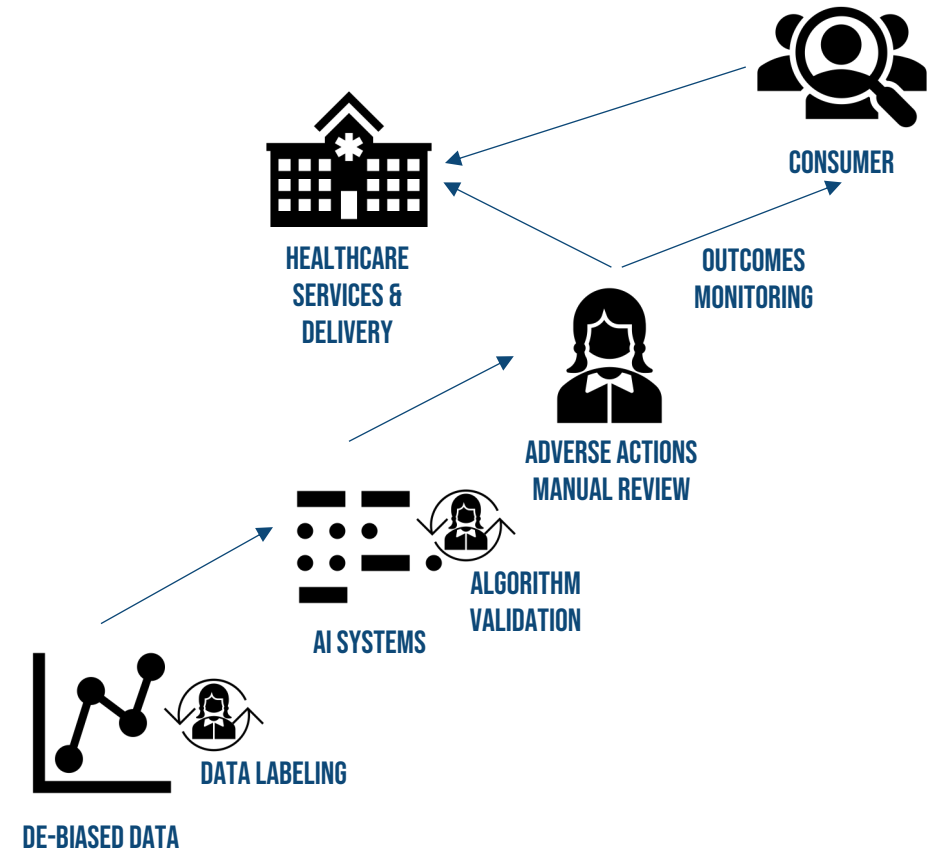 CONSUMER
HEALTHCARE
SERVICES &
DELIVERY
OUTCOMES
MONITORING
ADVERSE ACTIONS
MANUAL REVIEW
ALGORITHM
VALIDATION
AI SYSTEMS
DATA LABELING
DE-BIASED DATA